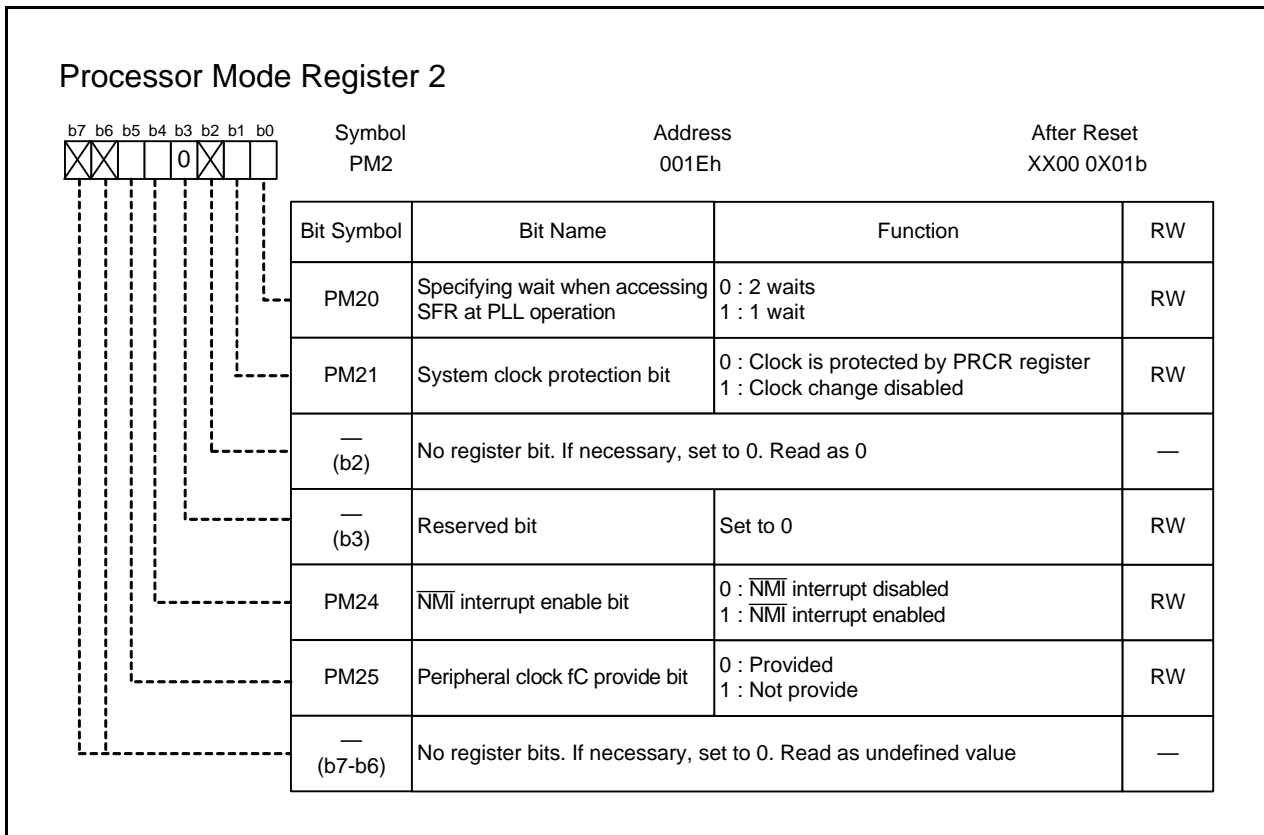 Processor Mode Register 2
b7 b6 b5 b4 b3 b2 b1 b0
Symbol Address After Reset
0
PM2 001Eh XX00 0X01b
Bit Symbol Bit Name Function RW
PM20 Specifying wait when accessing SFR at PLL operation 0 : 2 waits
1 : 1 wait RW
PM21 System clock protection bit 0 : Clock is protected by PRCR register
1 : Clock change disabled RW
—
(b2) No register bit. If necessary, set to 0. Read as 0 —
—
(b3) Reserved bit Set to 0 RW
PM24 N̅M̅I̅ interrupt enable bit 0 : N̅M̅I̅ interrupt disabled
1 : N̅M̅I̅ interrupt enabled RW
PM25 Peripheral clock fC provide bit 0 : Provided
1 : Not provide RW
—
(b7-b6) No register bits. If necessary, set to 0. Read as undefined value —